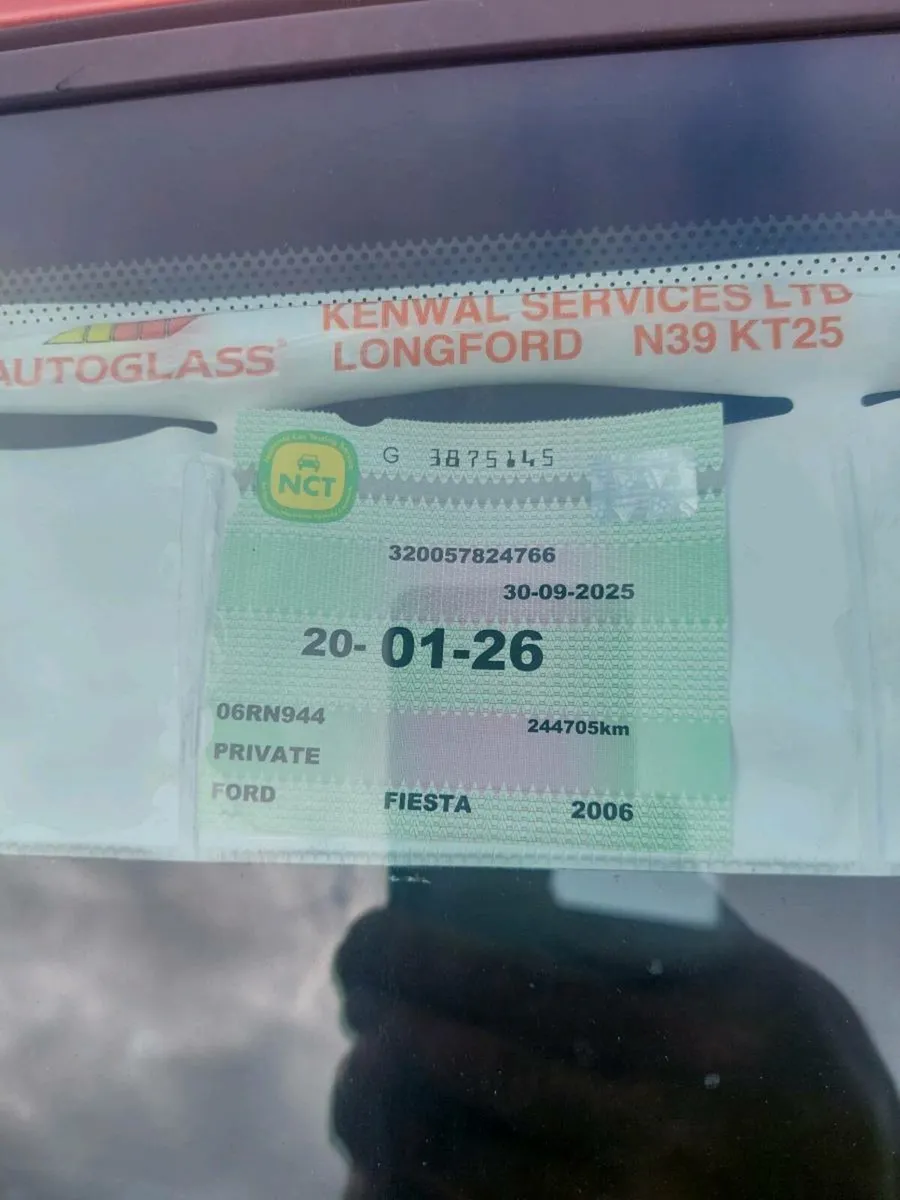 AUTOGLASS
KENWAL SERVICES LTD
LONGFORD N39 KT25
NCT
G 3875145
320057824766
30-09-2025
20-01-26
06RN944
244705km
PRIVATE
FORD FIESTA 2006